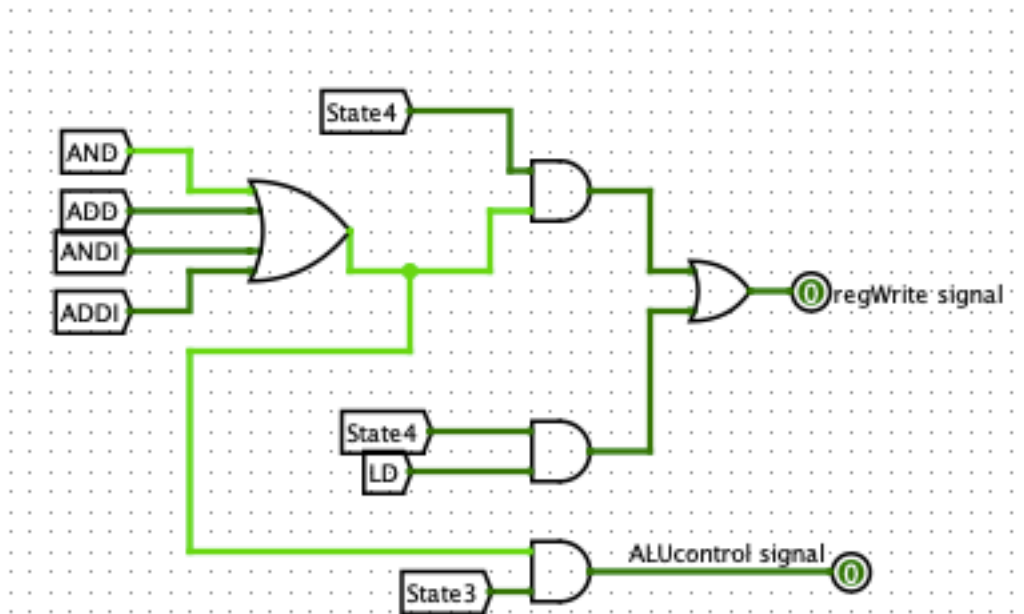 State4
AND
ADD
ANDI
ADDI
0 regWrite signal
State4
LD
ALUcontrol signal
0
State3